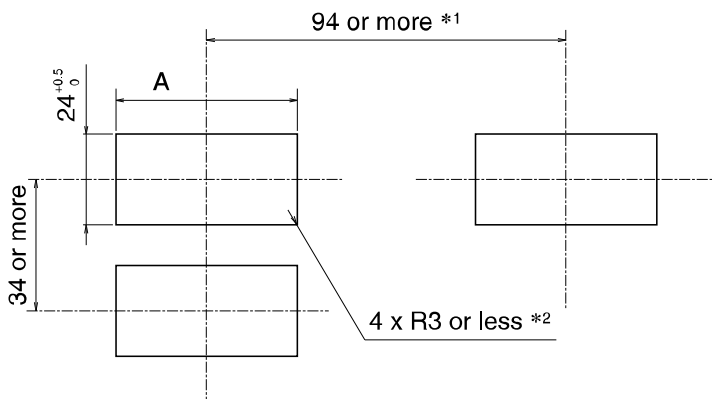 94 or more *1
A
24 +0.5 0
34 or more
4 x R3 or less *2